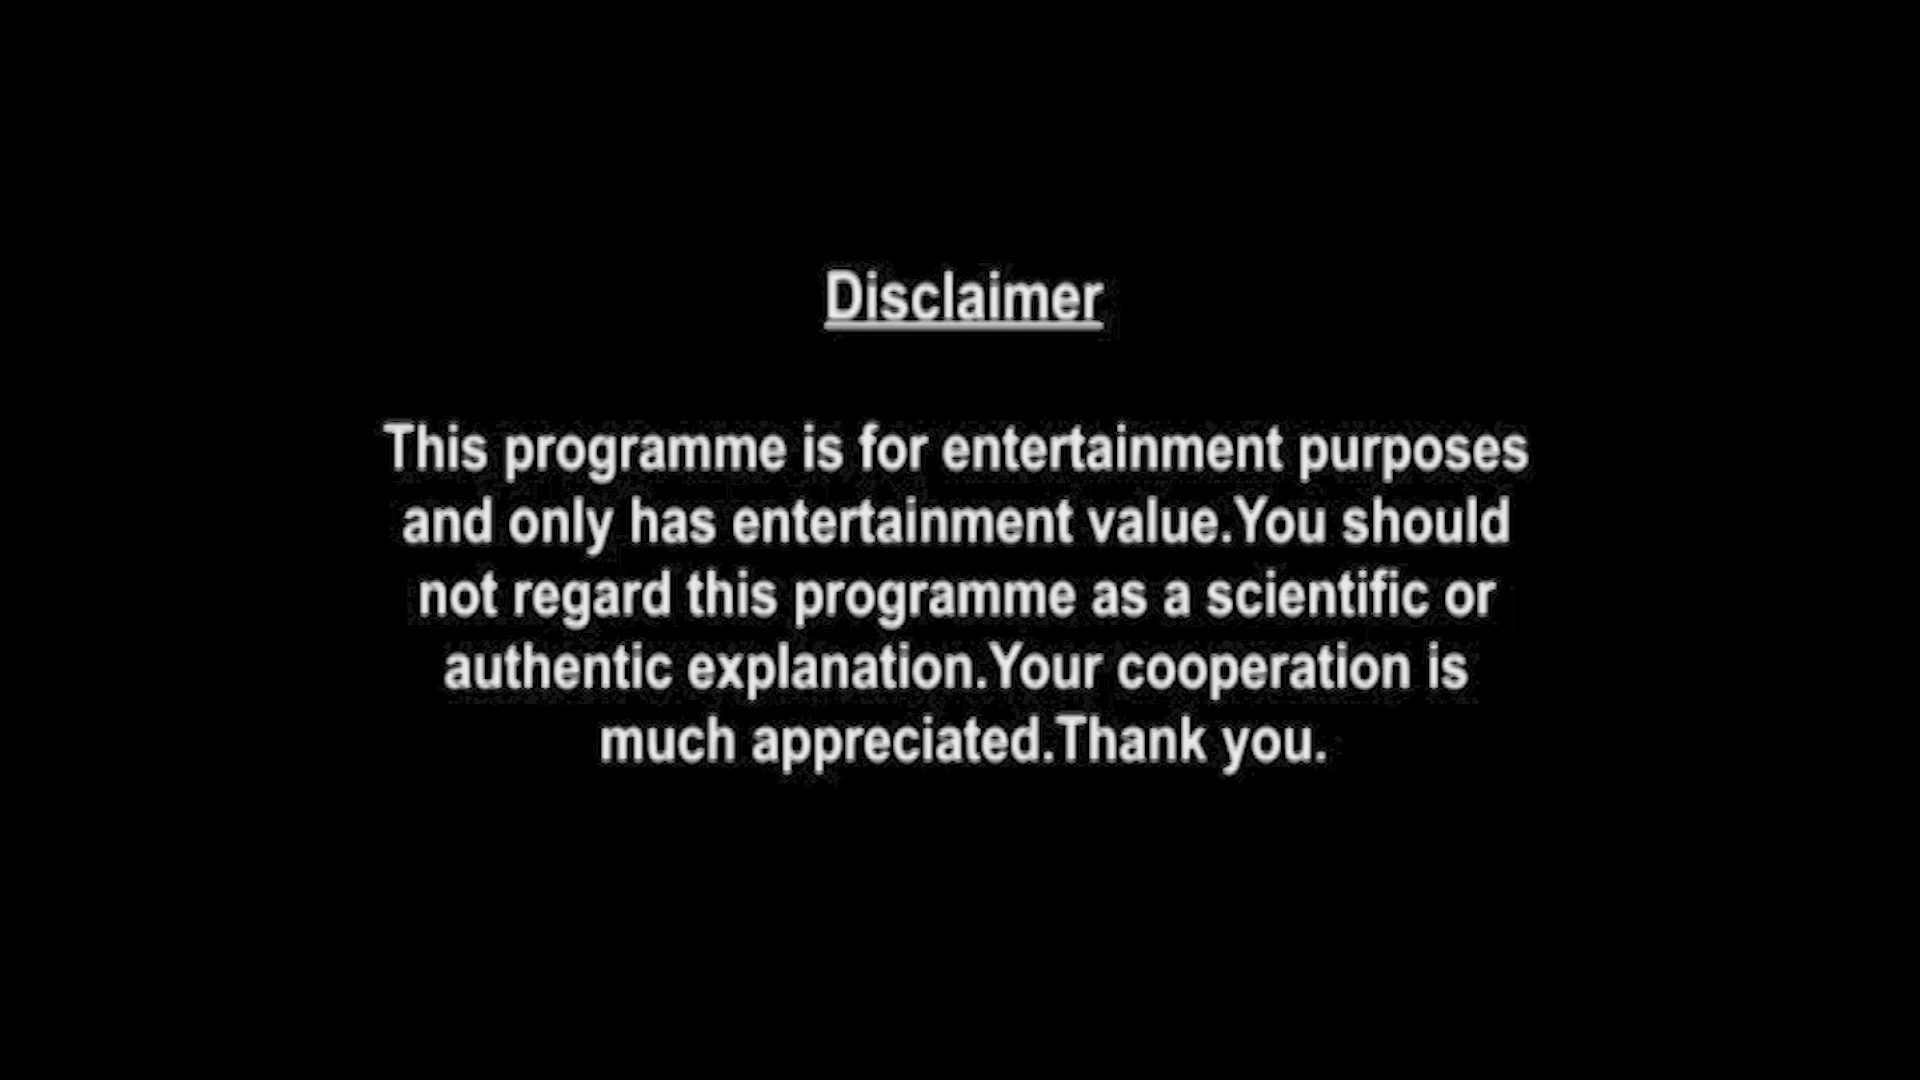 Disclaimer
This programme is for entertainment purposes
and only has entertainment value.You should
not regard this programme as a scientific or
authentic explanation.Your cooperation is
much appreciated.Thank you.